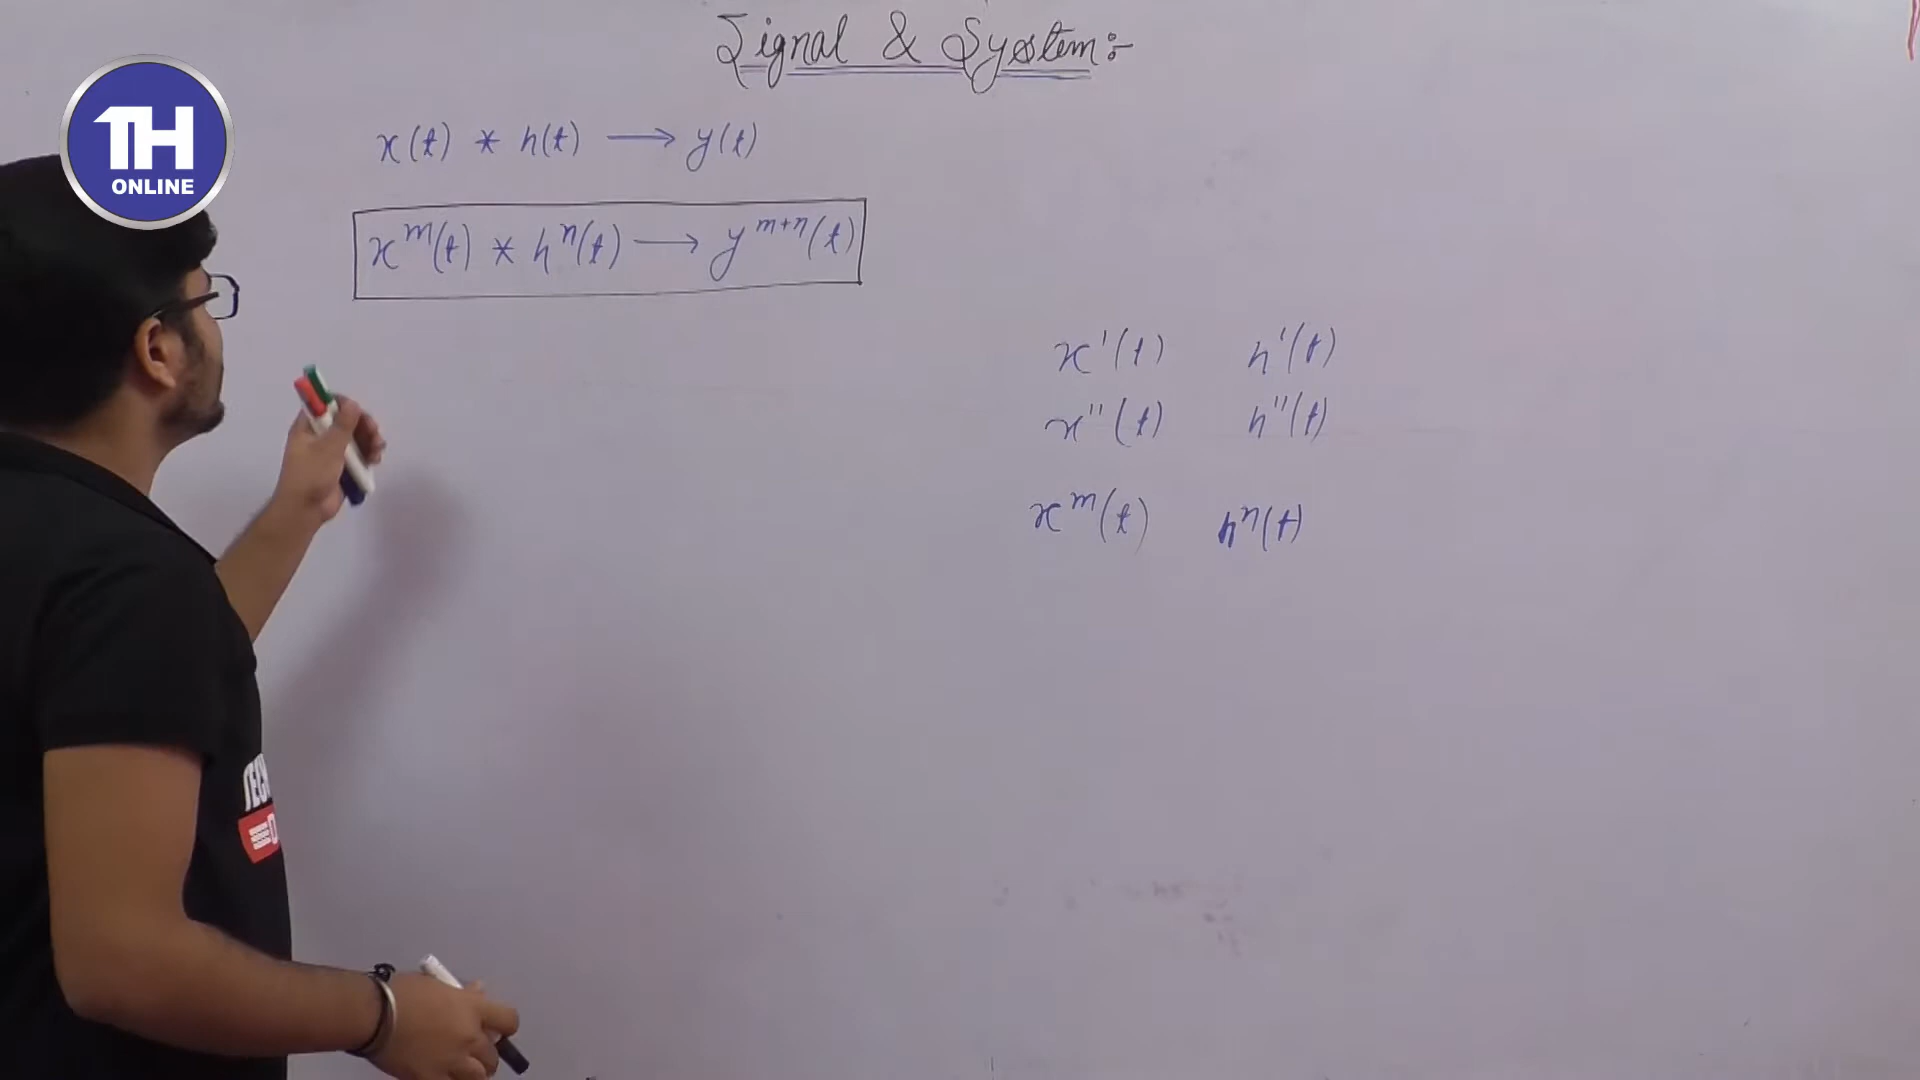 Signal & System:-
TH
ONLINE
x(t) * h(t) ⟶ y(t)
x^m(t) * h^n(t) ⟶ y^{m+n}(t)
x'(t) h'(t)
x''(t) h''(t)
x^m(t) h^n(t)